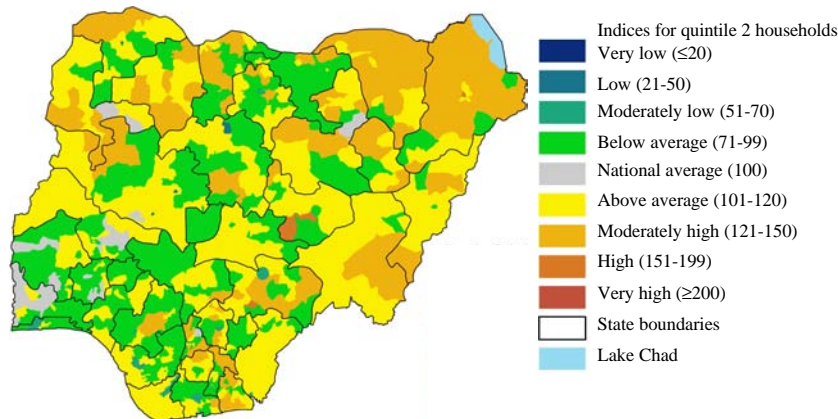 Indices for quintile 2 households
Very low (≤20)
Low (21-50)
Moderately low (51-70)
Below average (71-99)
National average (100)
Above average (101-120)
Moderately high (121-150)
High (151-199)
Very high (≥200)
State boundaries
Lake Chad